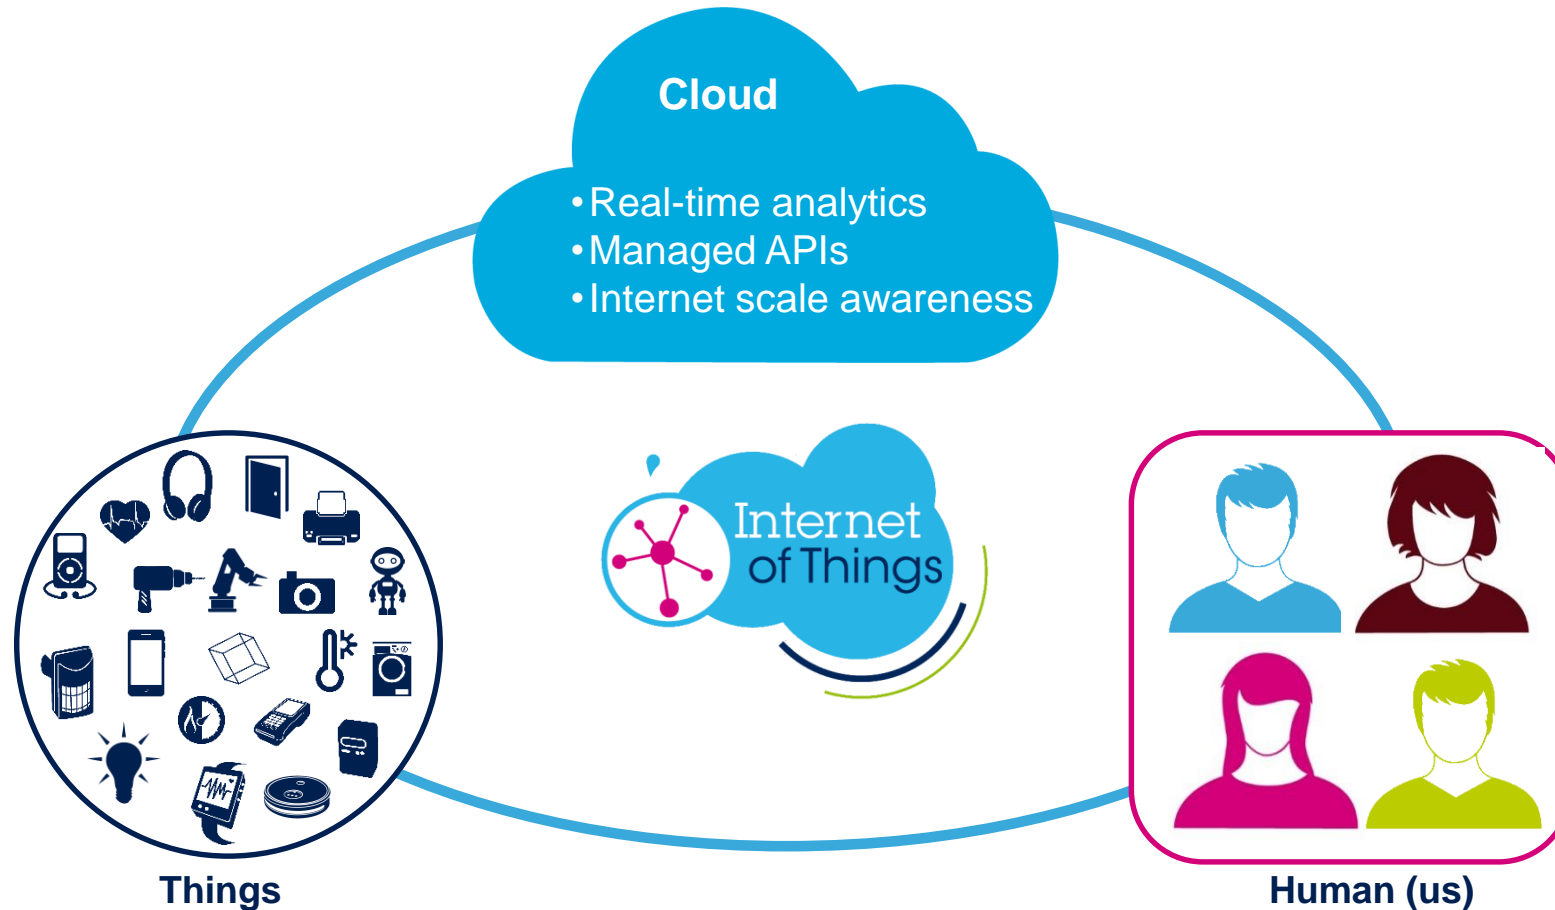 Cloud
•Real-time analytics
•Managed APIs
•Internet scale awareness
Internet
of Things
Things
Human (us)